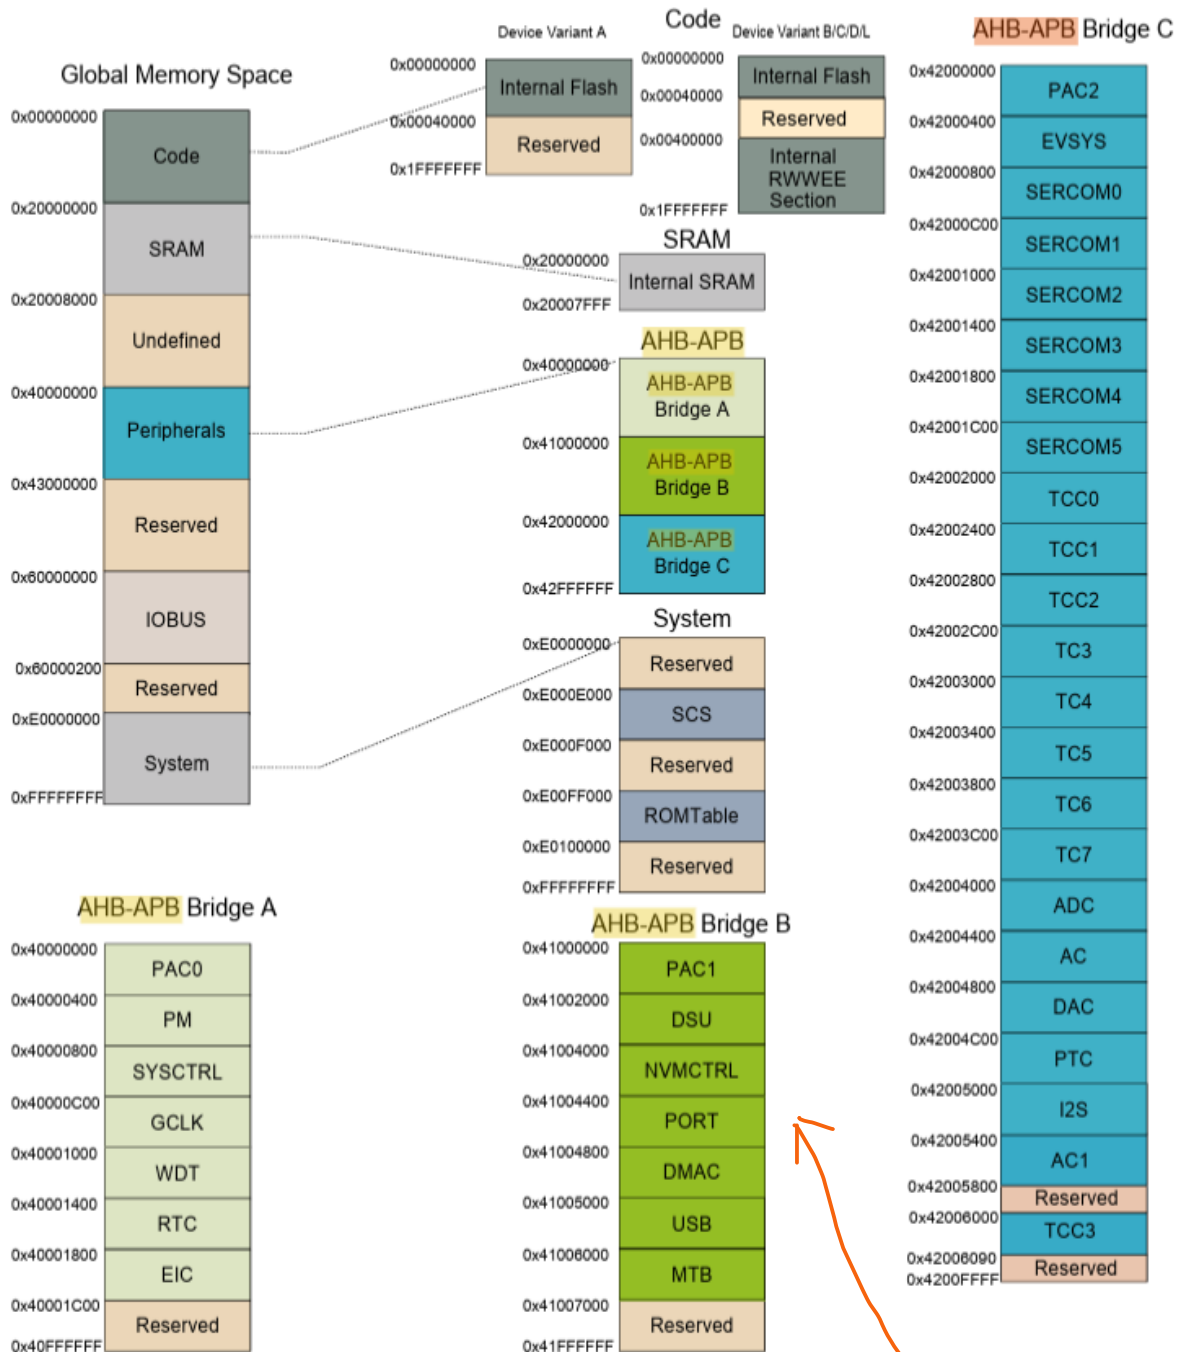 Global Memory Space
0x00000000
Code
0x20000000
SRAM
0x20008000
Undefined
0x40000000
Peripherals
0x43000000
Reserved
0x60000000
IOBUS
0x60000200
Reserved
0xE0000000
System
0xFFFFFFFF
Code
Device Variant A
0x00000000
Internal Flash
0x00040000
Reserved
0x1FFFFFFF
Device Variant B/C/D/L
0x00000000
Internal Flash
0x00040000
Reserved
0x00400000
Internal
RWWEE
Section
0x1FFFFFFF
SRAM
0x20000000
Internal SRAM
0x20007FFF
AHB-APB
0x40000000
AHB-APB
Bridge A
0x41000000
AHB-APB
Bridge B
0x42000000
AHB-APB
Bridge C
0x42FFFFFF
System
0xE0000000
Reserved
0xE000E000
SCS
0xE000F000
Reserved
0xE00FF000
ROMTable
0xE0100000
Reserved
0xFFFFFFFF
AHB-APB Bridge A
0x40000000
PAC0
0x40000400
PM
0x40000800
SYSCTRL
0x40000C00
GCLK
0x40001000
WDT
0x40001400
RTC
0x40001800
EIC
0x40001C00
Reserved
0x40FFFFFF
AHB-APB Bridge B
0x41000000
PAC1
0x41002000
DSU
0x41004000
NVMCTRL
0x41004400
PORT
0x41004800
DMAC
0x41005000
USB
0x41006000
MTB
0x41007000
Reserved
0x41FFFFFF
AHB-APB Bridge C
0x42000000
PAC2
0x42000400
EVSYS
0x42000800
SERCOM0
0x42000C00
SERCOM1
0x42001000
SERCOM2
0x42001400
SERCOM3
0x42001800
SERCOM4
0x42001C00
SERCOM5
0x42002000
TCC0
0x42002400
TCC1
0x42002800
TCC2
0x42002C00
TC3
0x42003000
TC4
0x42003400
TC5
0x42003800
TC6
0x42003C00
TC7
0x42004000
ADC
0x42004400
AC
0x42004800
DAC
0x42004C00
PTC
0x42005000
I2S
0x42005400
AC1
0x42005800
Reserved
0x42006000
TCC3
0x42006090
Reserved
0x4200FFFF